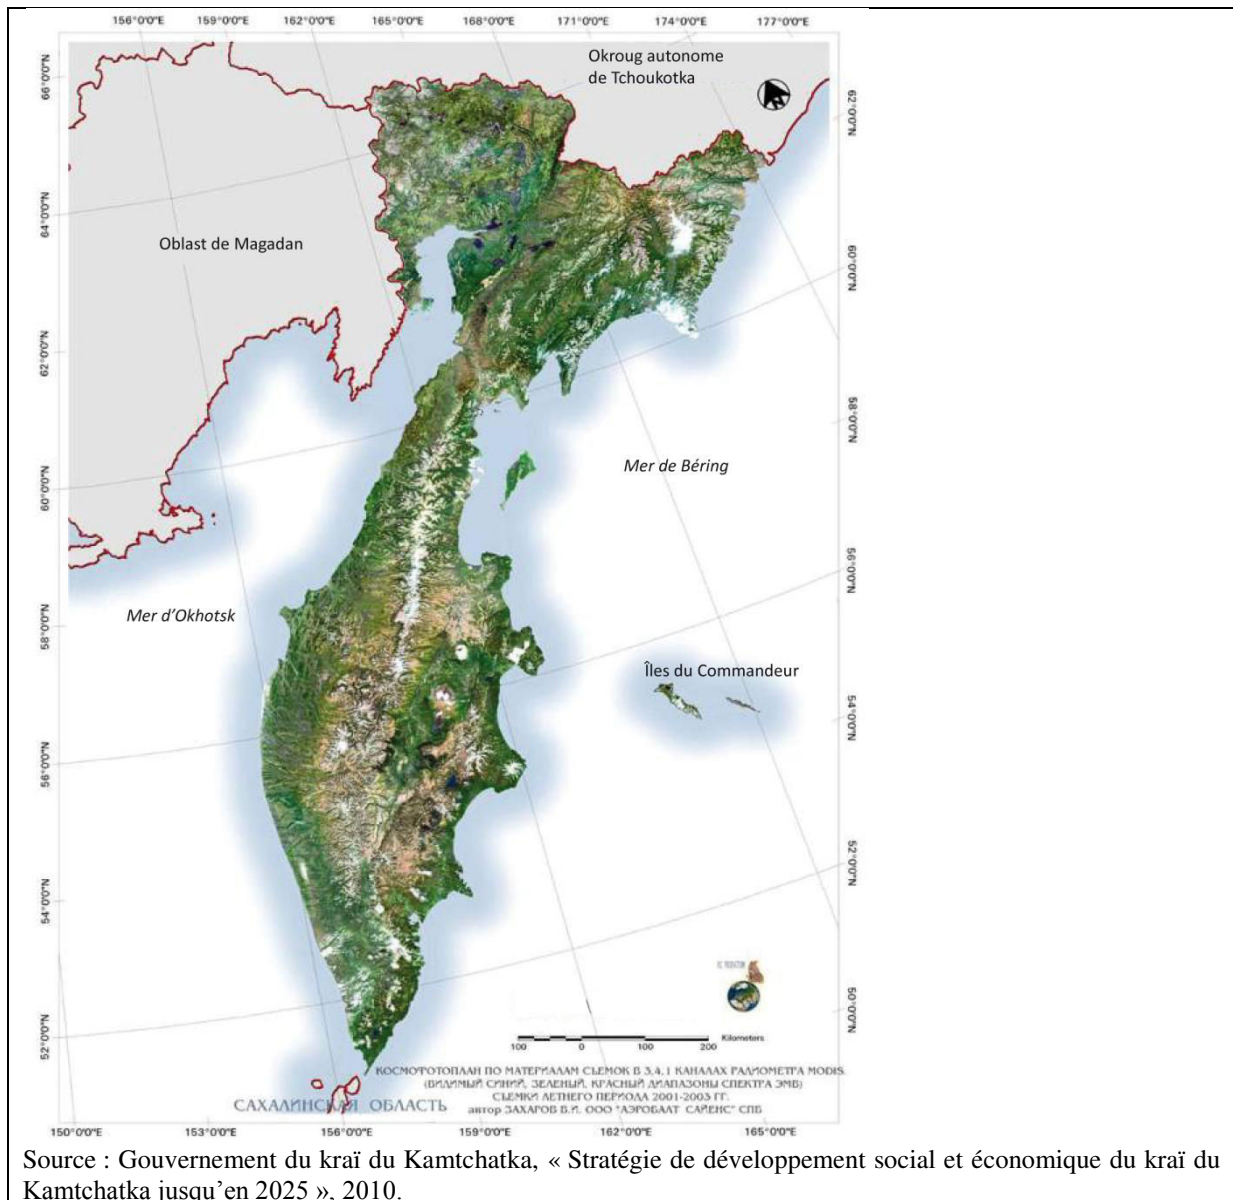 156°0'0"E 159°0'0"E 162°0'0"E 165°0'0"E 168°0'0"E 171°0'0"E 174°0'0"E 177°0'0"E
Okroug autonome
de Tchoukotka
66°0'0"N
62°0'0"N
64°0'0"N
Oblast de Magadan
60°0'0"N
62°0'0"N
58°0'0"N
Mer de Béring
60°0'0"N
56°0'0"N
Mer d'Okhotsk
58°0'0"N
Îles du Commandeur
54°0'0"N
56°0'0"N
52°0'0"N
54°0'0"N
50°0'0"N
52°0'0"N
100 0 100 200 Kilometers
КОСМОФОТОПЛАН ПО МАТЕРИАЛАМ СЪЕМОК В 3,4,1 КАНАЛАХ РАДИОМЕТРА MODIS.
(ВИДИМЫЙ СИНИЙ, ЗЕЛЕНЫЙ, КРАСНЫЙ ДИАПАЗОНЫ СПЕКТРА ЭМВ)
СЪЕМКИ ЛЕТНЕГО ПЕРИОДА 2001-2003 ГГ.
САХАЛИНСКАЯ ОБЛАСТЬ автор ЗАХАРОВ В.И. ООО "АЭРОБААТ САЙЕНС" СПБ
150°0'0"E 153°0'0"E 156°0'0"E 159°0'0"E 162°0'0"E 165°0'0"E
Source : Gouvernement du kraï du Kamtchatka, « Stratégie de développement social et économique du kraï du
Kamtchatka jusqu'en 2025 », 2010.